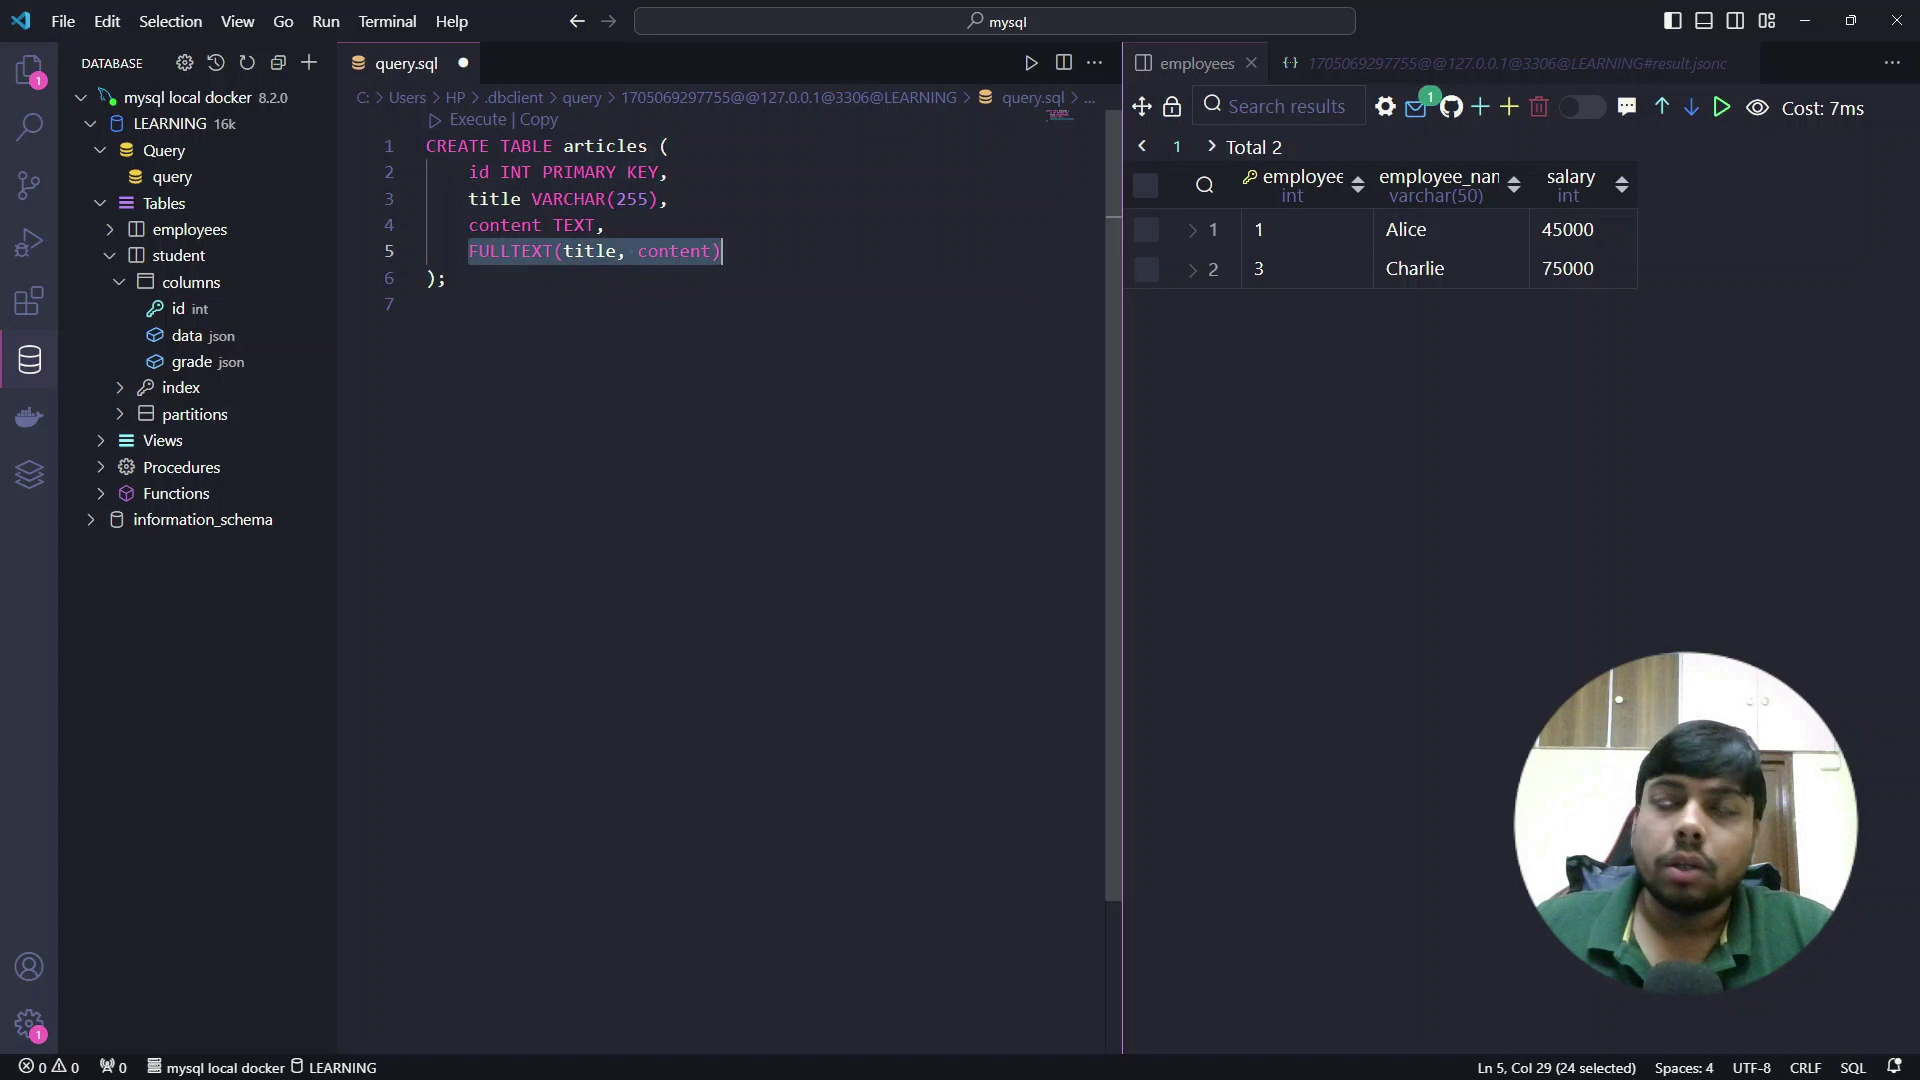 File Edit Selection View Go Run Terminal Help
mysql
DATABASE
mysql local docker 8.2.0
LEARNING 16k
Query
query
Tables
employees
student
columns
id int
data json
grade json
index
partitions
Views
Procedures
Functions
information_schema
1
1
query.sql
C: > Users > HP > .dbclient > query > 1705069297755@@127.0.0.1@3306@LEARNING > query.sql > ...
Execute | Copy
1 CREATE TABLE articles (
2 id INT PRIMARY KEY,
3 title VARCHAR(255),
4 content TEXT,
5 FULLTEXT(title, content)
6 );
7
employees
1705069297755@@127.0.0.1@3306@LEARNING#result.jsonc
Search results
1
Cost: 7ms
1 Total 2
employee employee_nar salary
int varchar(50) int
1 1 Alice 45000
2 3 Charlie 75000
0 0 0 mysql local docker LEARNING
Ln 5, Col 29 (24 selected) Spaces: 4 UTF-8 CRLF SQL